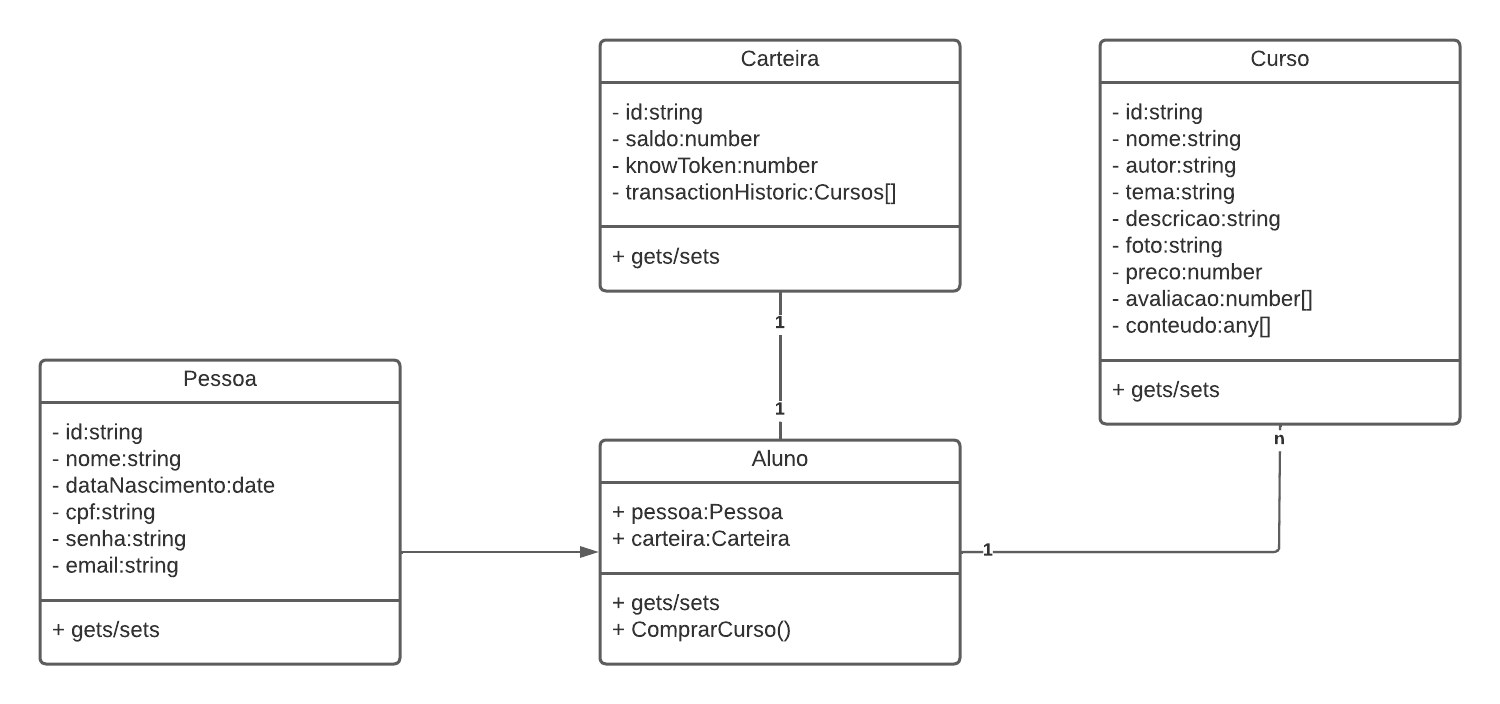 Carteira
- id:string
- saldo:number
- knowToken:number
- transactionHistoric:Cursos[]
+ gets/sets
1
1
Curso
- id:string
- nome:string
- autor:string
- tema:string
- descricao:string
- foto:string
- preco:number
- avaliacao:number[]
- conteudo:any[]
+ gets/sets
n
Pessoa
- id:string
- nome:string
- dataNascimento:date
- cpf:string
- senha:string
- email:string
+ gets/sets
Aluno
+ pessoa:Pessoa
+ carteira:Carteira
+ gets/sets
+ ComprarCurso()
1